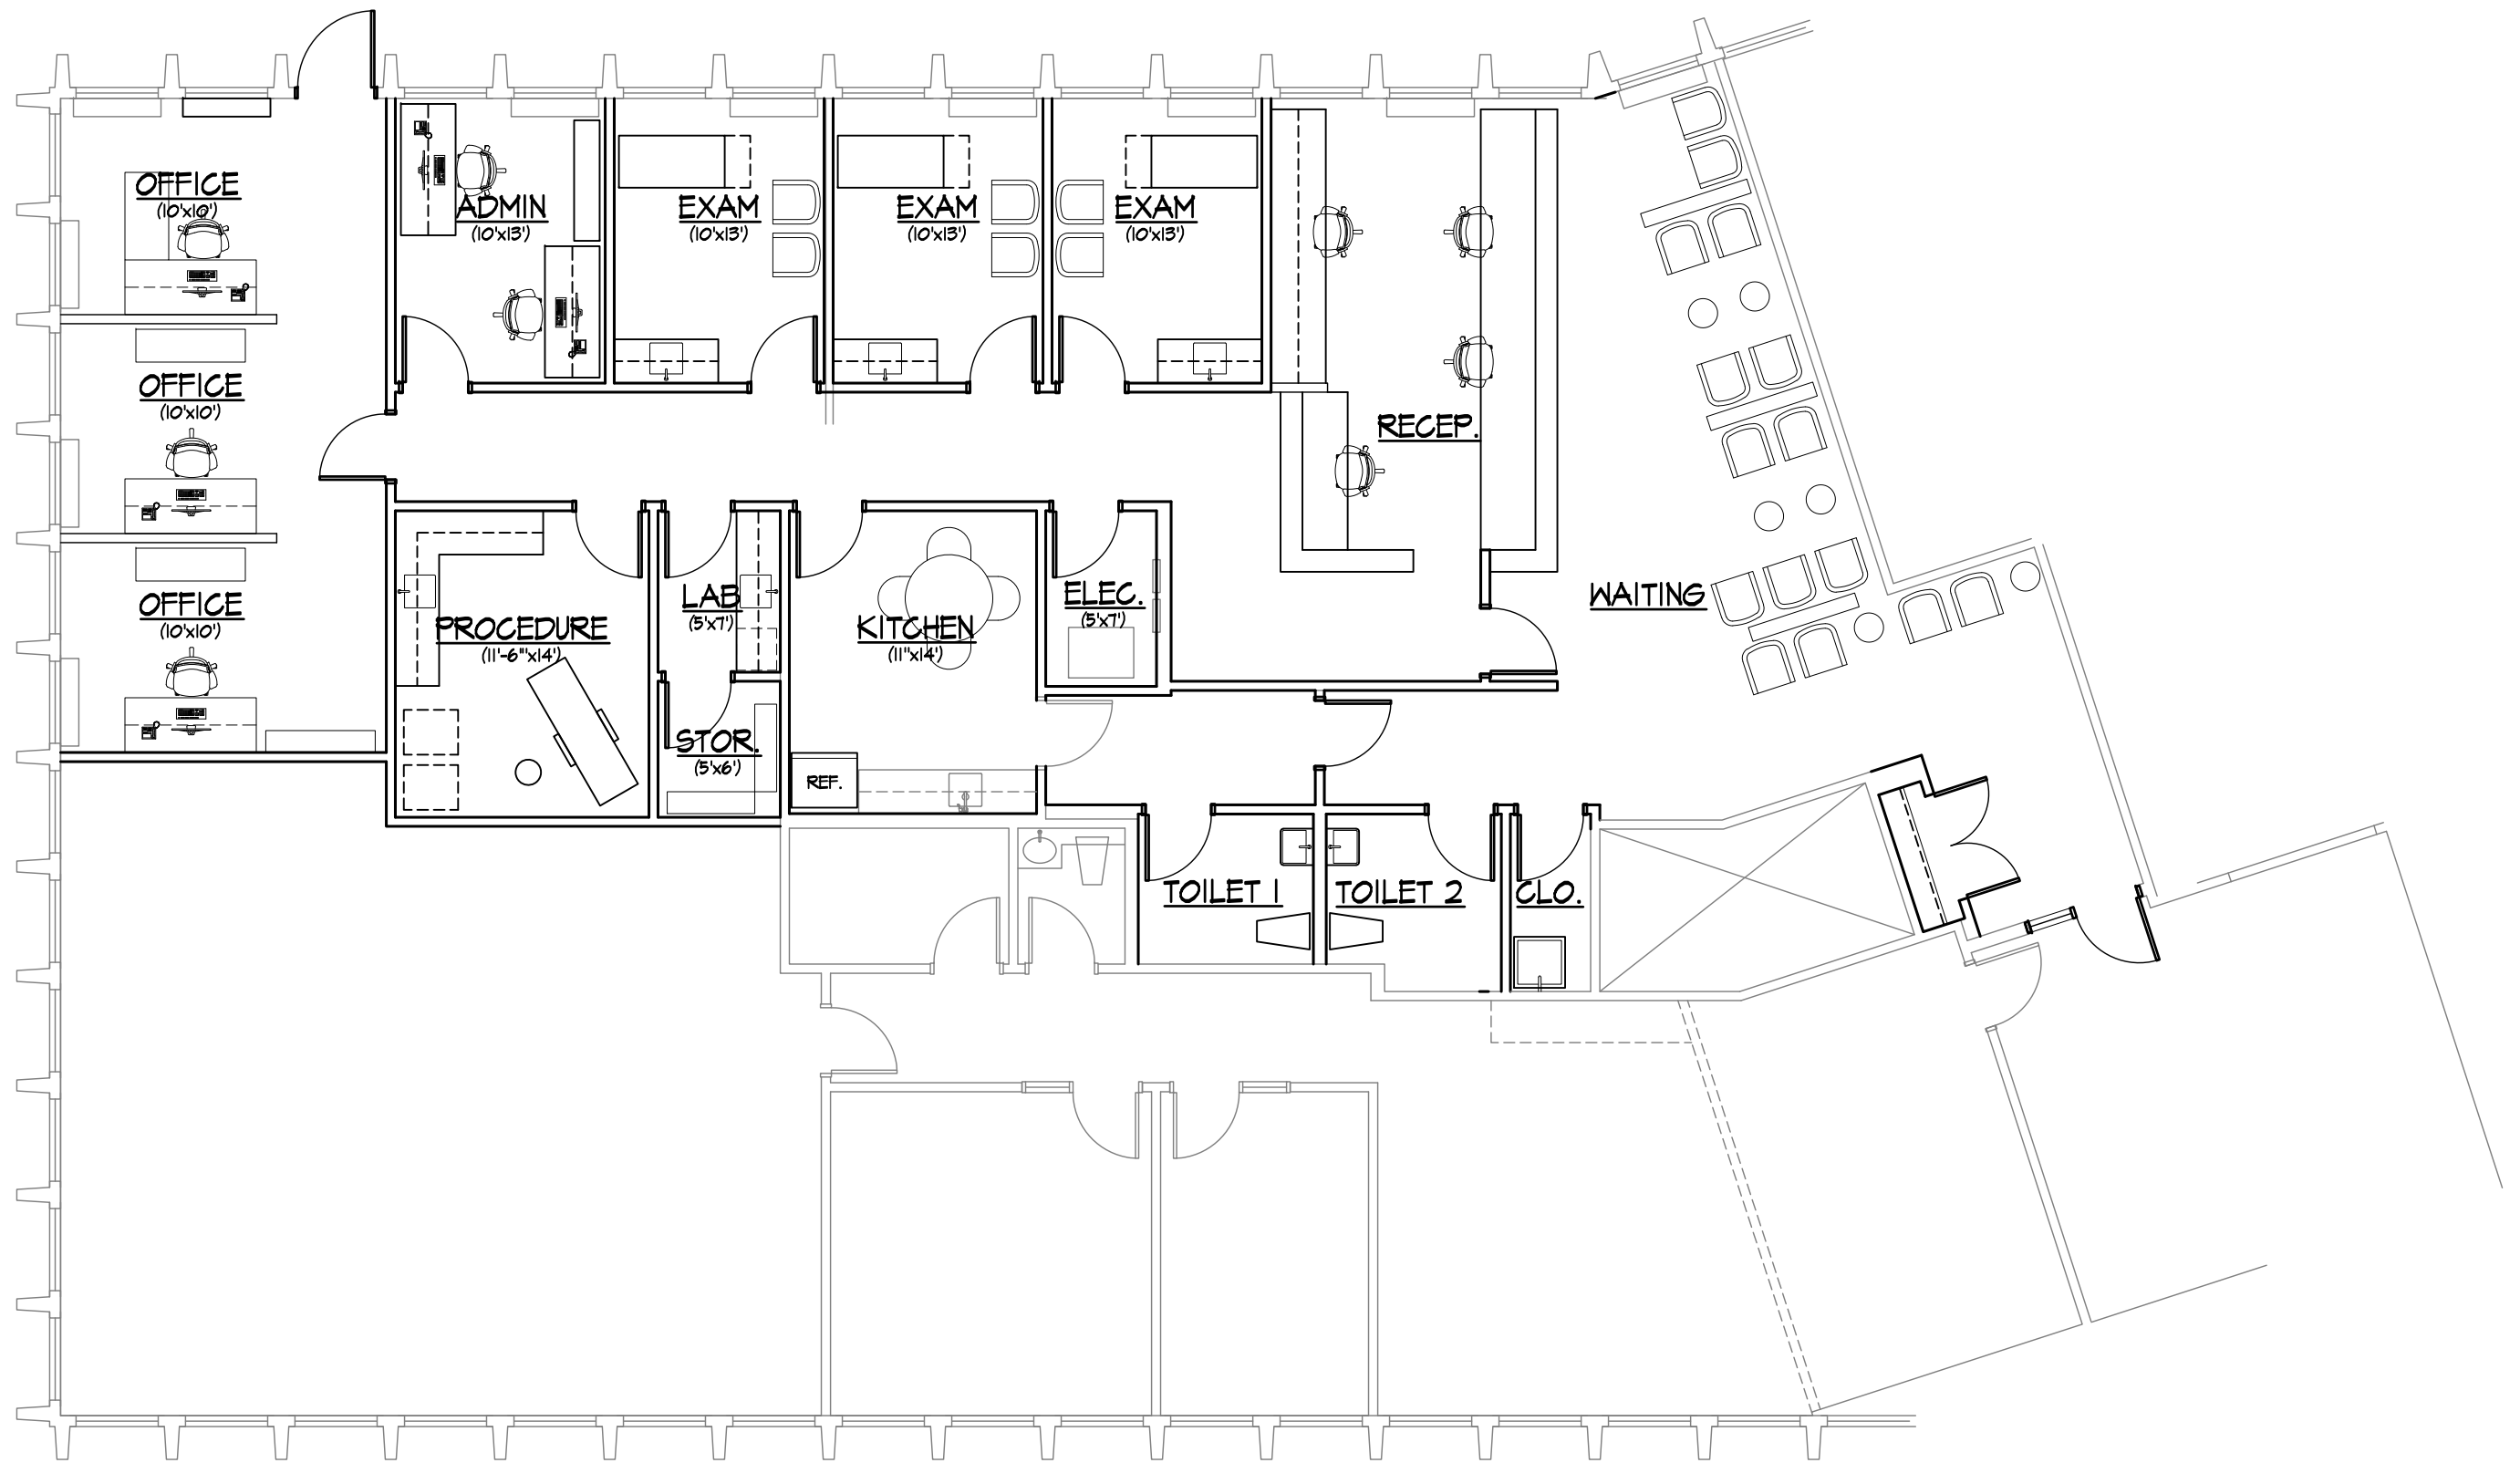 OFFICE
(10'x10')
ADMIN
(10'x13')
EXAM
(10'x13')
EXAM
(10'x13')
EXAM
(10'x13')
OFFICE
(10'x10')
RECEP.
OFFICE
(10'x10')
PROCEDURE
(11'-6"'x14')
LAB
(5'x7')
KITCHEN
(11"x14')
ELEC.
(5'x7')
WAITING
STOR.
(5'x6')
REF.
TOILET 1
TOILET 2
CLO.